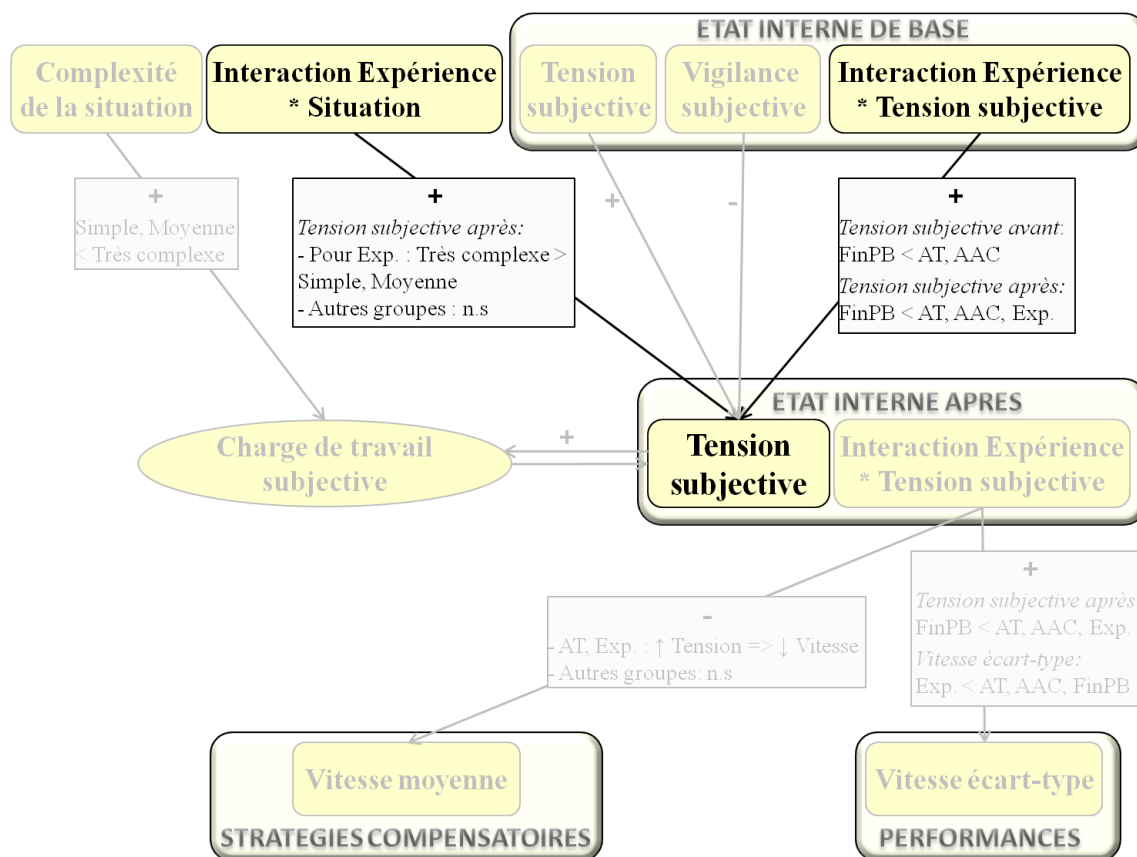 ETAT INTERNE DE BASE
Complexité
de la situation
Interaction Expérience
* Situation
Tension
subjective
Vigilance
subjective
Interaction Expérience
* Tension subjective
+
Simple, Moyenne
< Très complexe
+
Tension subjective après:
- Pour Exp. : Très complexe >
Simple, Moyenne
- Autres groupes : n.s
+
-
+
Tension subjective avant:
FinPB < AT, AAC
Tension subjective après:
FinPB < AT, AAC, Exp.
ETAT INTERNE APRES
Charge de travail
subjective
+
Tension
subjective
Interaction Expérience
* Tension subjective
-
- AT, Exp. : ↑ Tension => ↓ Vitesse
- Autres groupes: n.s
+
Tension subjective après
FinPB < AT, AAC, Exp.
Vitesse écart-type:
Exp. < AT, AAC, FinPB
Vitesse moyenne
STRATEGIES COMPENSATOIRES
Vitesse écart-type
PERFORMANCES